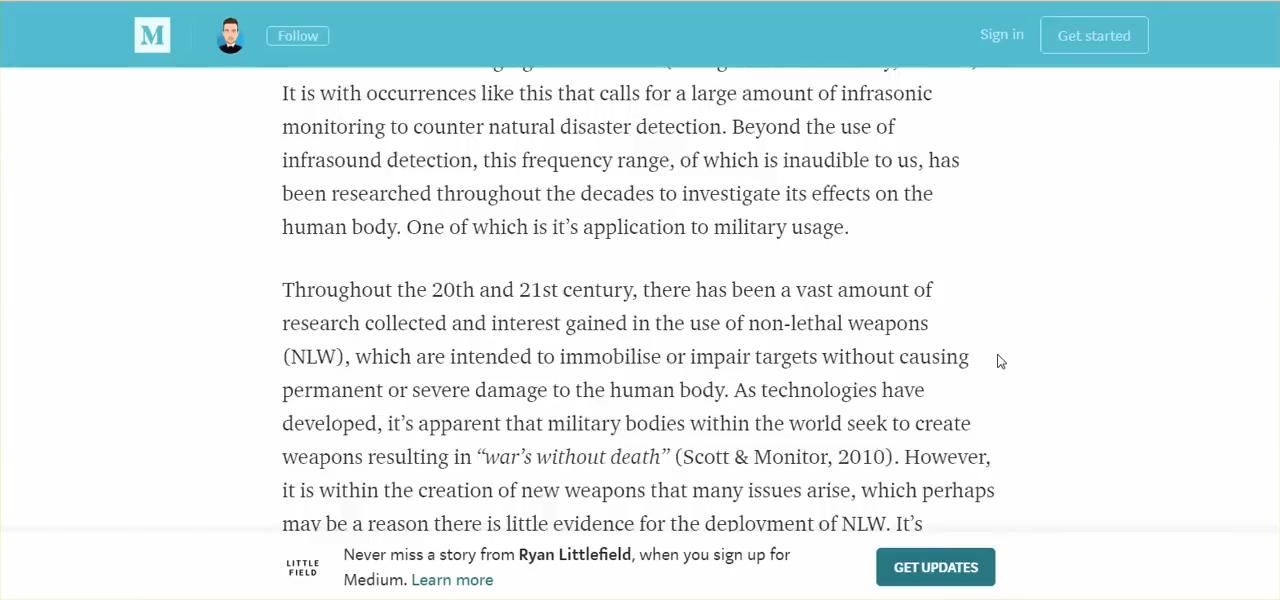 M
Follow
Sign in
Get started
It is with occurrences like this that calls for a large amount of infrasonic
monitoring to counter natural disaster detection. Beyond the use of
infrasound detection, this frequency range, of which is inaudible to us, has
been researched throughout the decades to investigate its effects on the
human body. One of which is it’s application to military usage.
Throughout the 20th and 21st century, there has been a vast amount of
research collected and interest gained in the use of non-lethal weapons
(NLW), which are intended to immobilise or impair targets without causing
permanent or severe damage to the human body. As technologies have
developed, it’s apparent that military bodies within the world seek to create
weapons resulting in “war’s without death” (Scott & Monitor, 2010). However,
it is within the creation of new weapons that many issues arise, which perhaps
may be a reason there is little evidence for the deployment of NLW. It’s
LITTLE
FIELD
Never miss a story from Ryan Littlefield, when you sign up for
Medium. Learn more
GET UPDATES